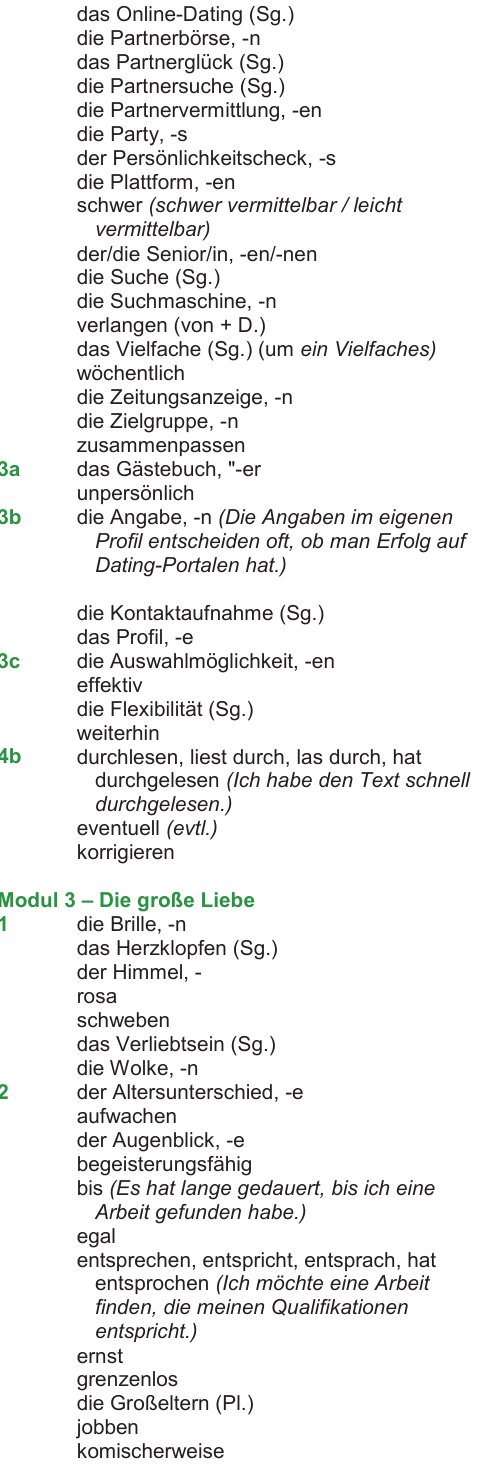 das Online-Dating (Sg.)
die Partnerbörse, -n
das Partnerglück (Sg.)
die Partnersuche (Sg.)
die Partnervermittlung, -en
die Party, -s
der Persönlichkeitscheck, -s
die Plattform, -en
schwer (schwer vermittelbar / leicht
vermittelbar)
der/die Senior/in, -en/-nen
die Suche (Sg.)
die Suchmaschine, -n
verlangen (von + D.)
das Vielfache (Sg.) (um ein Vielfaches)
wöchentlich
die Zeitungsanzeige, -n
die Zielgruppe, -n
zusammenpassen
3a das Gästebuch, "-er
unpersönlich
3b die Angabe, -n (Die Angaben im eigenen
Profil entscheiden oft, ob man Erfolg auf
Dating-Portalen hat.)
die Kontaktaufnahme (Sg.)
das Profil, -e
3c die Auswahlmöglichkeit, -en
effektiv
die Flexibilität (Sg.)
weiterhin
4b durchlesen, liest durch, las durch, hat
durchgelesen (Ich habe den Text schnell
durchgelesen.)
eventuell (evtl.)
korrigieren
Modul 3 – Die große Liebe
1 die Brille, -n
das Herzklopfen (Sg.)
der Himmel, -
rosa
schweben
das Verliebtsein (Sg.)
die Wolke, -n
2 der Altersunterschied, -e
aufwachen
der Augenblick, -e
begeisterungsfähig
bis (Es hat lange gedauert, bis ich eine
Arbeit gefunden habe.)
egal
entsprechen, entspricht, entsprach, hat
entsprochen (Ich möchte eine Arbeit
finden, die meinen Qualifikationen
entspricht.)
ernst
grenzenlos
die Großeltern (Pl.)
jobben
komischerweise